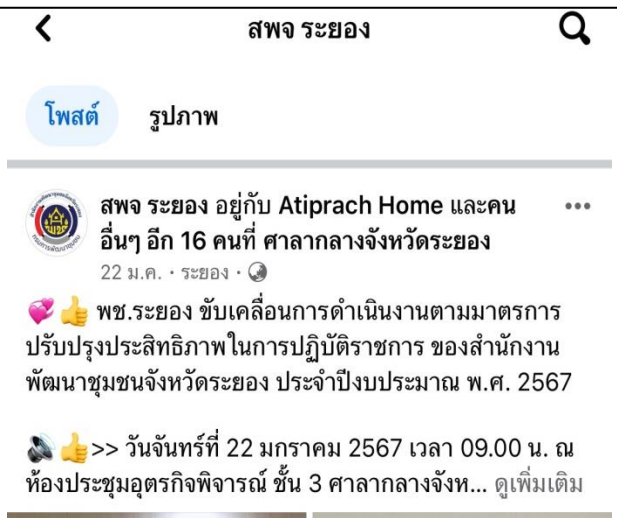 สพจ ระยอง
โพสต์ รูปภาพ
สพจ ระยอง อยู่กับ Atiprach Home และคน
อื่นๆ อีก 16 คนที่ ศาลากลางจังหวัดระยอง
22 ม.ค. · ระยอง ·
💞👍 พช.ระยอง ขับเคลื่อนการดำเนินงานตามมาตรการ
ปรับปรุงประสิทธิภาพในการปฏิบัติราชการ ของสำนักงาน
พัฒนาชุมชนจังหวัดระยอง ประจำปีงบประมาณ พ.ศ. 2567
🔊👍>> วันจันทร์ที่ 22 มกราคม 2567 เวลา 09.00 น. ณ
ห้องประชุมอุตรกิจพิจารณ์ ชั้น 3 ศาลากลางจังห... ดูเพิ่มเติม